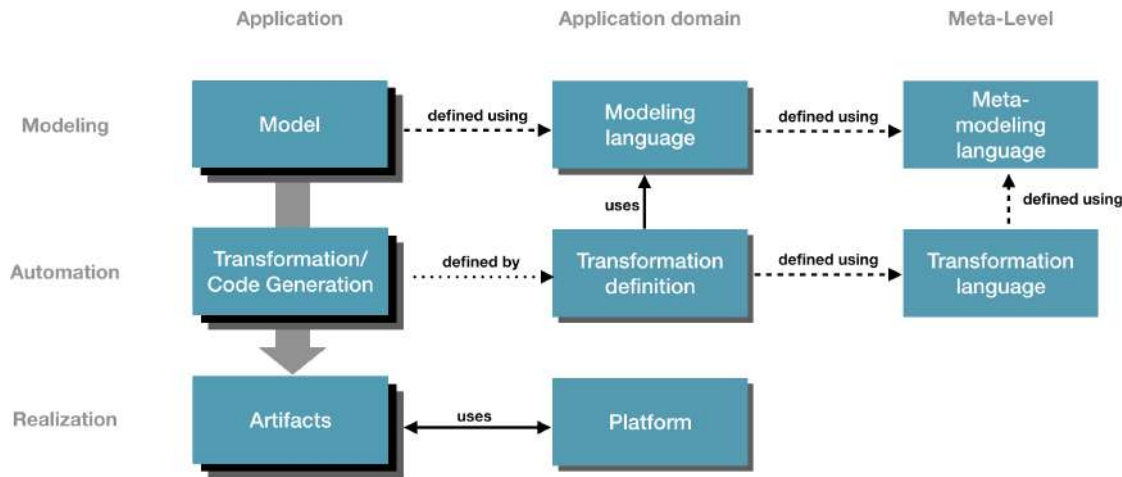 Application
Application domain
Meta-Level
Modeling
Model
defined using
Modeling
language
defined using
Meta-
modeling
language
uses
defined using
Automation
Transformation/
Code Generation
defined by
Transformation
definition
defined using
Transformation
language
Realization
Artifacts
uses
Platform